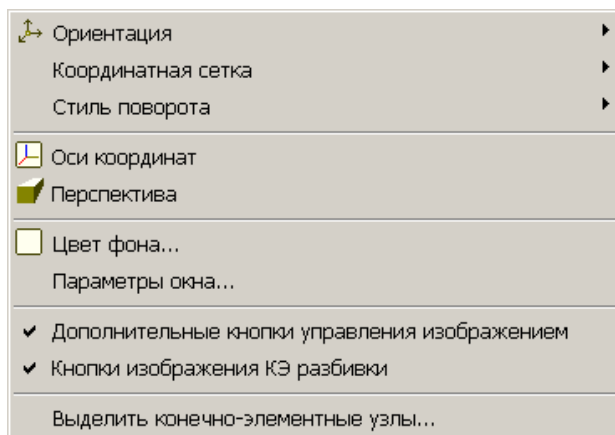 Ориентация
Координатная сетка
Стиль поворота
Оси координат
Перспектива
Цвет фона...
Параметры окна...
Дополнительные кнопки управления изображением
Кнопки изображения КЭ разбивки
Выделить конечно-элементные узлы...